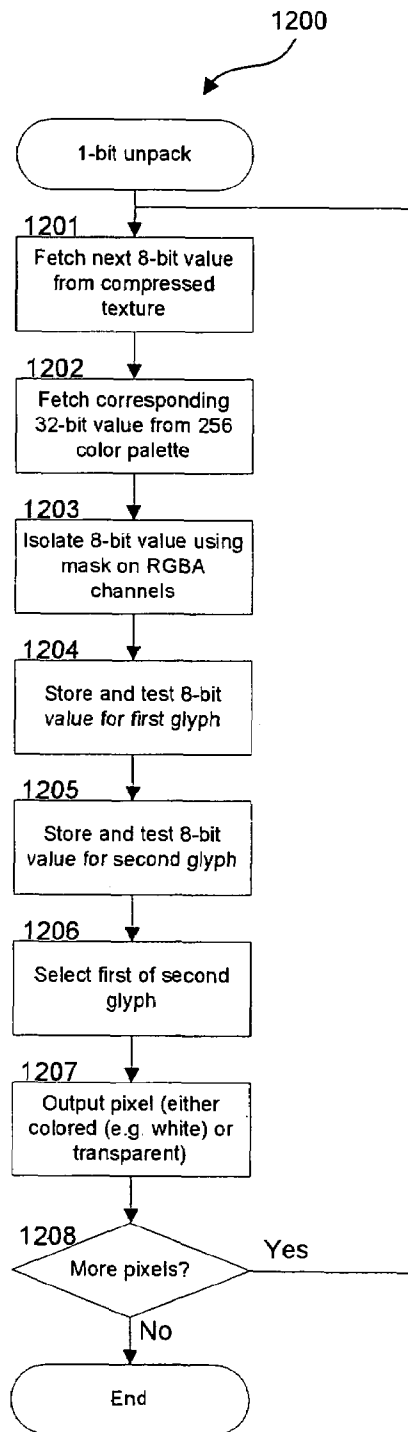 1200
1-bit unpack
1201
Fetch next 8-bit value
from compressed
texture
1202
Fetch corresponding
32-bit value from 256
color palette
1203
Isolate 8-bit value using
mask on RGBA
channels
1204
Store and test 8-bit
value for first glyph
1205
Store and test 8-bit
value for second glyph
1206
Select first of second
glyph
1207
Output pixel (either
colored (e.g. white) or
transparent)
1208
More pixels?
Yes
No
End